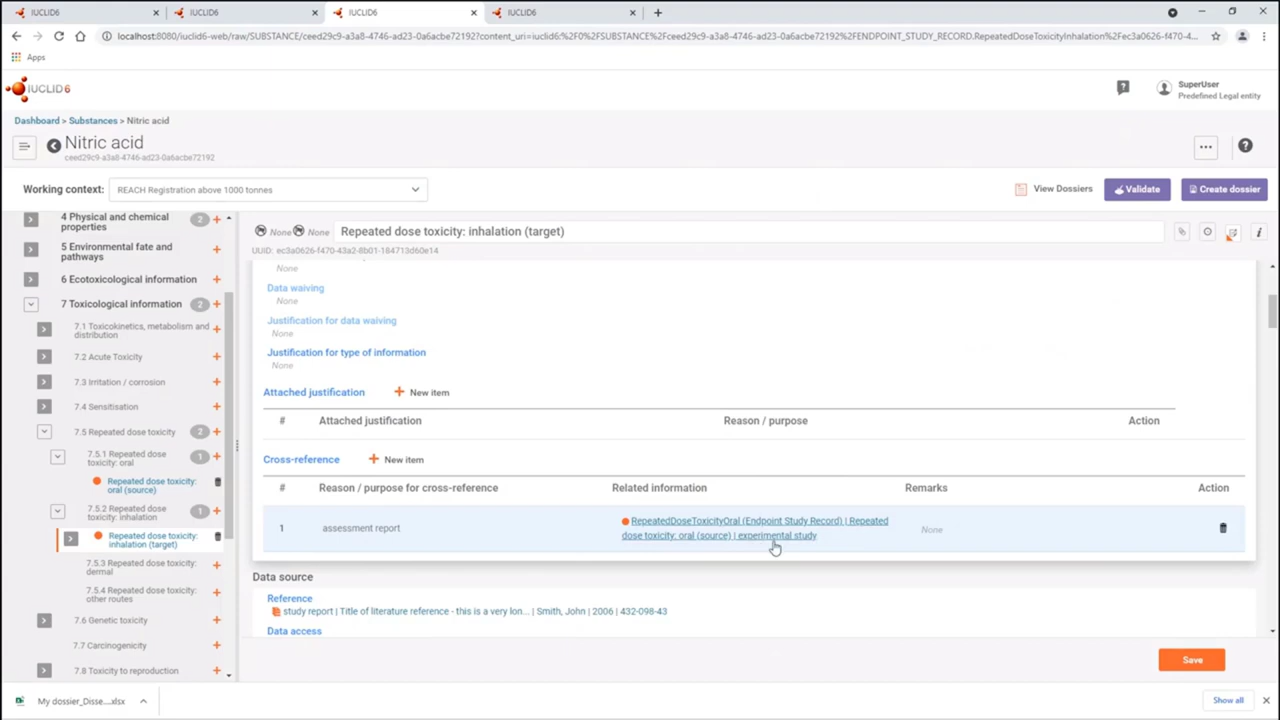 IUCLID6
IUCLID6
IUCLID6
IUCLID6
localhost:8080/iuclid6-web/raw/SUBSTANCE/ceed29c9-a3a8-4746-ad23-0a6acbe72192?content_uri=iuclid6:%2F0%2FSUBSTANCE%2Fceed29c9-a3a8-4746-ad23-0a6acbe72192%2FENDPOINT_STUDY_RECORD.RepeatedDoseToxicityInhalation%2Fec3a0626-f470-4...
Apps
IUCLID 6
SuperUser
Predefined Legal entity
Dashboard > Substances > Nitric acid
Nitric acid
ceed29c9-a3a8-4746-ad23-0a6acbe72192
Working context:
REACH Registration above 1000 tonnes
View Dossiers
Validate
Create dossier
4 Physical and chemical
properties
2
5 Environmental fate and
pathways
6 Ecotoxicological information
7 Toxicological information
2
7.1 Toxicokinetics, metabolism and
distribution
7.2 Acute Toxicity
7.3 Irritation / corrosion
7.4 Sensitisation
7.5 Repeated dose toxicity
2
7.5.1 Repeated dose
toxicity: oral
1
Repeated dose toxicity:
oral (source)
7.5.2 Repeated dose
toxicity: inhalation
1
Repeated dose toxicity:
inhalation (target)
7.5.3 Repeated dose toxicity:
dermal
7.5.4 Repeated dose toxicity:
other routes
7.6 Genetic toxicity
7.7 Carcinogenicity
7.8 Toxicity to reproduction
None None Repeated dose toxicity: inhalation (target)
UUID: ec3a0626-f470-43a2-8b01-184713d60e14
None
Data waiving
None
Justification for data waiving
None
Justification for type of information
None
Attached justification
New item
# Attached justification Reason / purpose Action
Cross-reference
New item
# Reason / purpose for cross-reference Related information Remarks Action
1 assessment report
RepeatedDoseToxicityOral (Endpoint Study Record) | Repeated
dose toxicity: oral (source) | experimental study
None
Data source
Reference
study report | Title of literature reference - this is a very lon... | Smith, John | 2006 | 432-098-43
Data access
Save
My dossier_Disse....xlsx
Show all